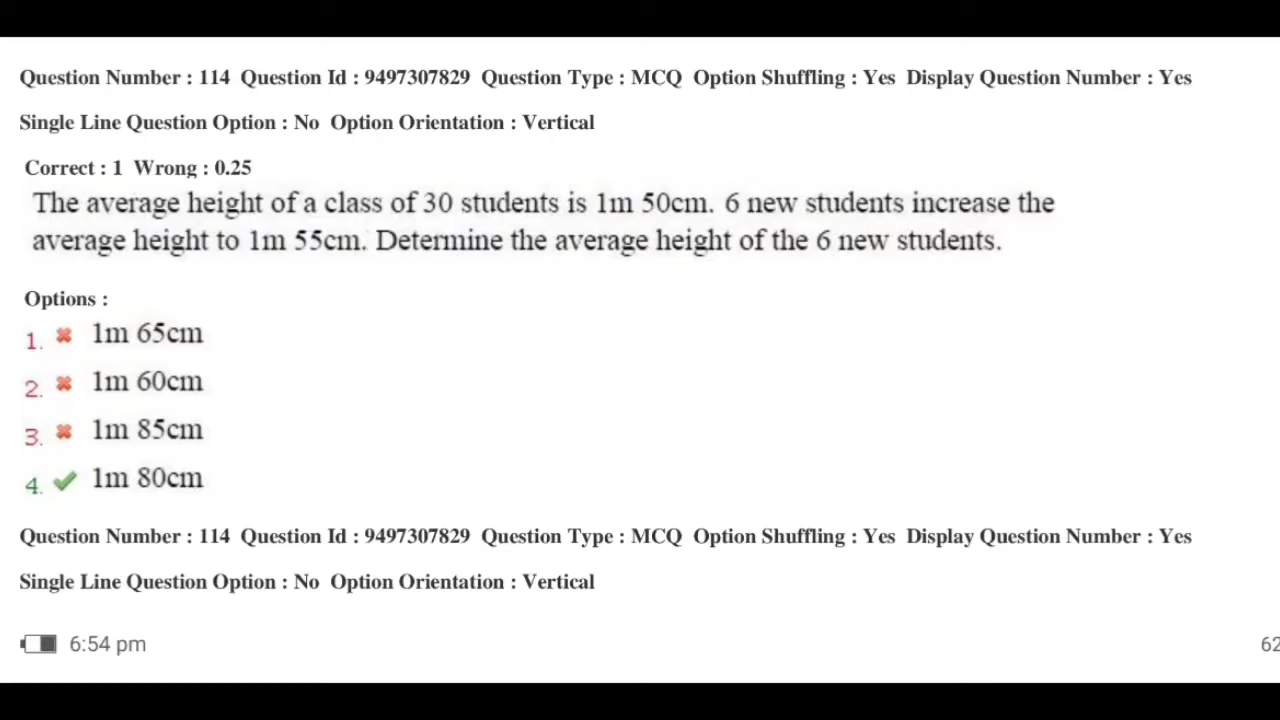 Question Number : 114 Question Id : 9497307829 Question Type : MCQ Option Shuffling : Yes Display Question Number : Yes
Single Line Question Option : No Option Orientation : Vertical
Correct : 1 Wrong : 0.25
The average height of a class of 30 students is 1m 50cm. 6 new students increase the
average height to 1m 55cm. Determine the average height of the 6 new students.
Options :
1. 1m 65cm
2. 1m 60cm
3. 1m 85cm
4. 1m 80cm
Question Number : 114 Question Id : 9497307829 Question Type : MCQ Option Shuffling : Yes Display Question Number : Yes
Single Line Question Option : No Option Orientation : Vertical
6:54 pm
62